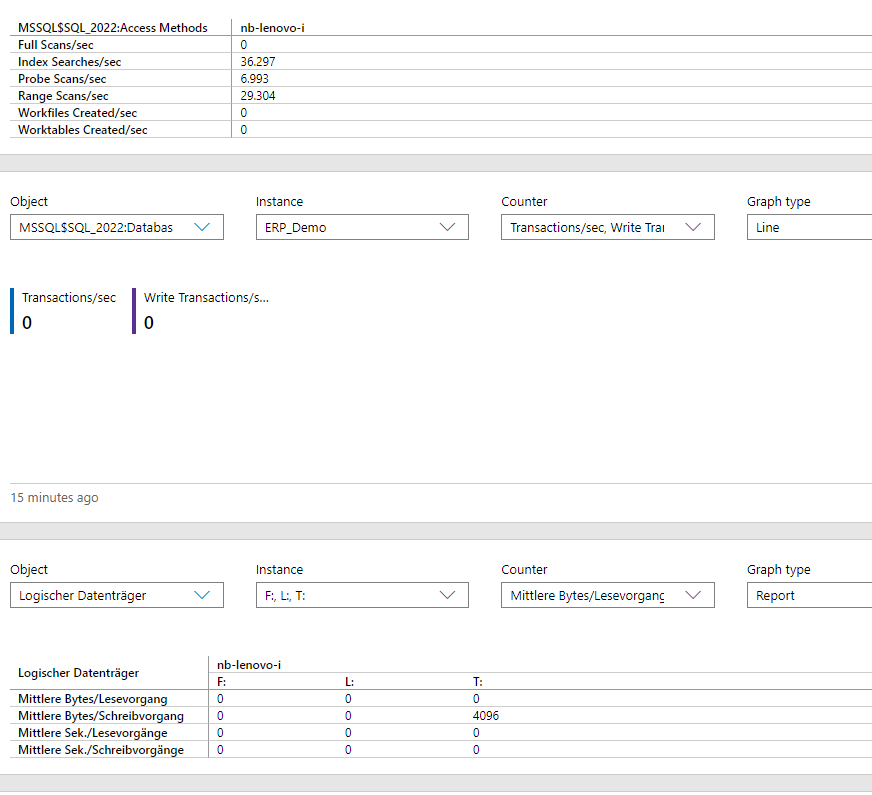 MSSQL$SQL_2022:Access Methods nb-lenovo-i
Full Scans/sec 0
Index Searches/sec 36.297
Probe Scans/sec 6.993
Range Scans/sec 29.304
Workfiles Created/sec 0
Worktables Created/sec 0
Object Instance Counter Graph type
MSSQL$SQL_2022:Databas ERP_Demo Transactions/sec, Write Trar Line
Transactions/sec Write Transactions/s...
0 0
15 minutes ago
Object Instance Counter Graph type
Logischer Datenträger F:, L:, T: Mittlere Bytes/Lesevorgang Report
Logischer Datenträger nb-lenovo-i
F: L: T:
Mittlere Bytes/Lesevorgang 0 0 0
Mittlere Bytes/Schreibvorgang 0 0 4096
Mittlere Sek./Lesevorgänge 0 0 0
Mittlere Sek./Schreibvorgänge 0 0 0